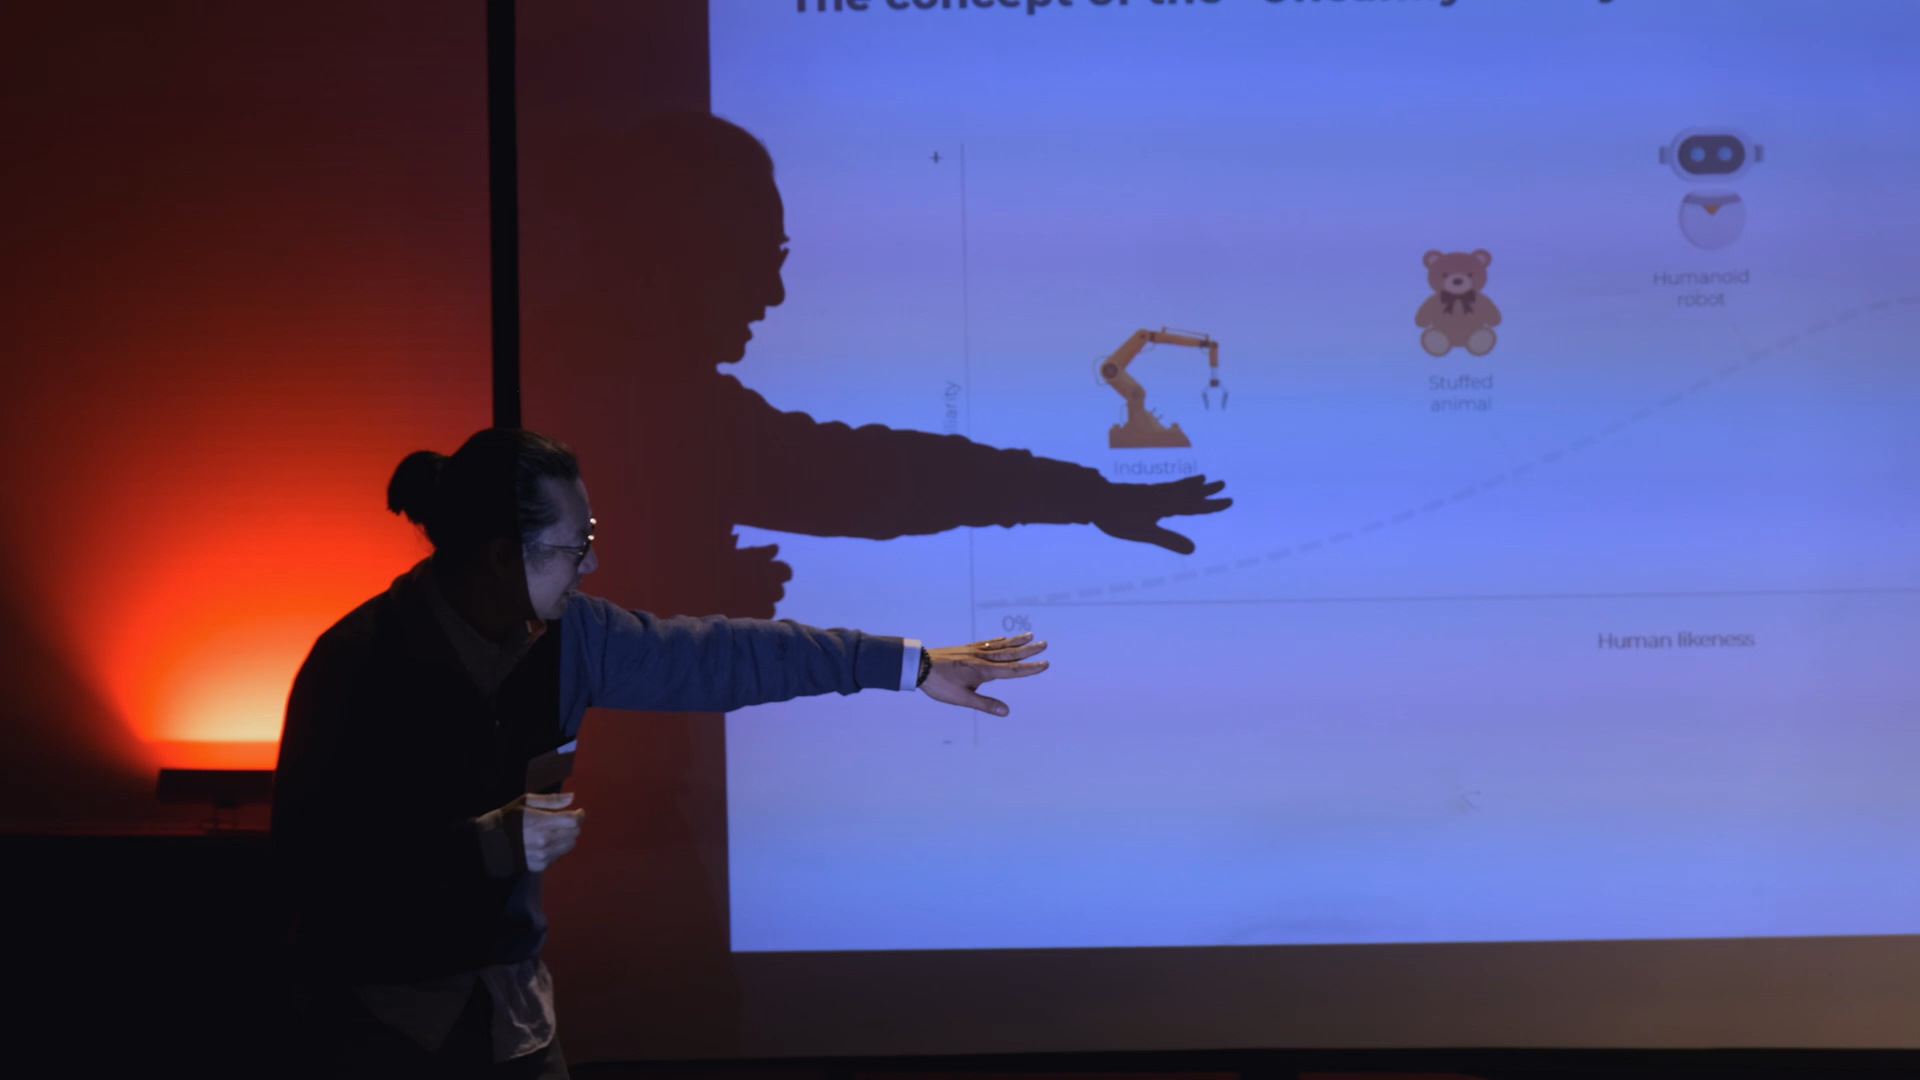 The concept of the "Uncanny
+
Humanoid
robot
Stuffed
animal
Industrial
0%
Human likeness
-